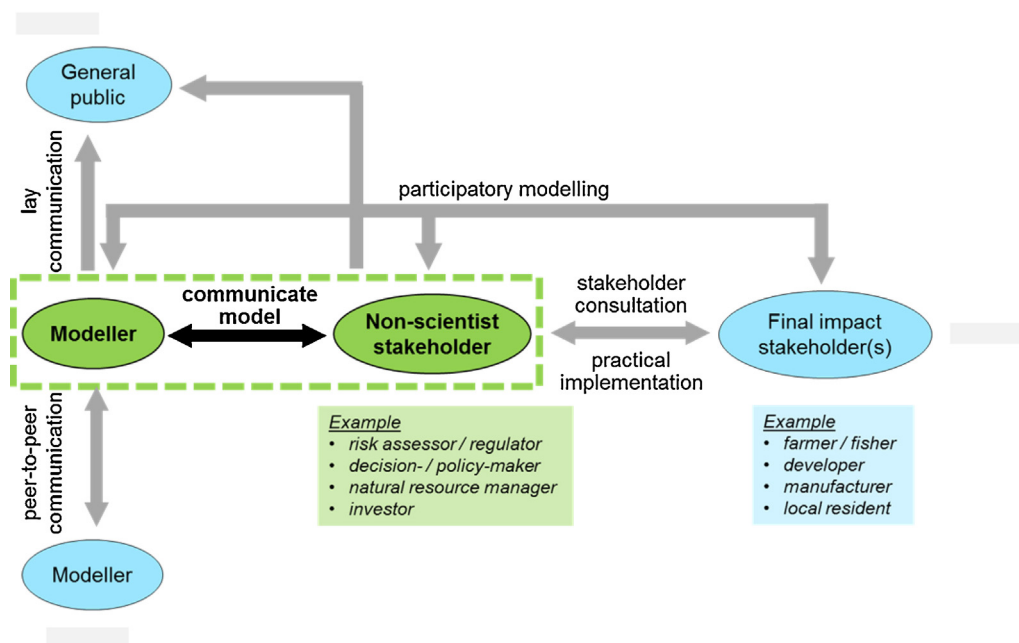 General
public
lay
communication
participatory modelling
communicate
model
Modeller
Non-scientist
stakeholder
stakeholder
consultation
practical
implementation
Final impact
stakeholder(s)
peer-to-peer
communication
Example
• risk assessor / regulator
• decision- / policy-maker
• natural resource manager
• investor
Example
• farmer / fisher
• developer
• manufacturer
• local resident
Modeller